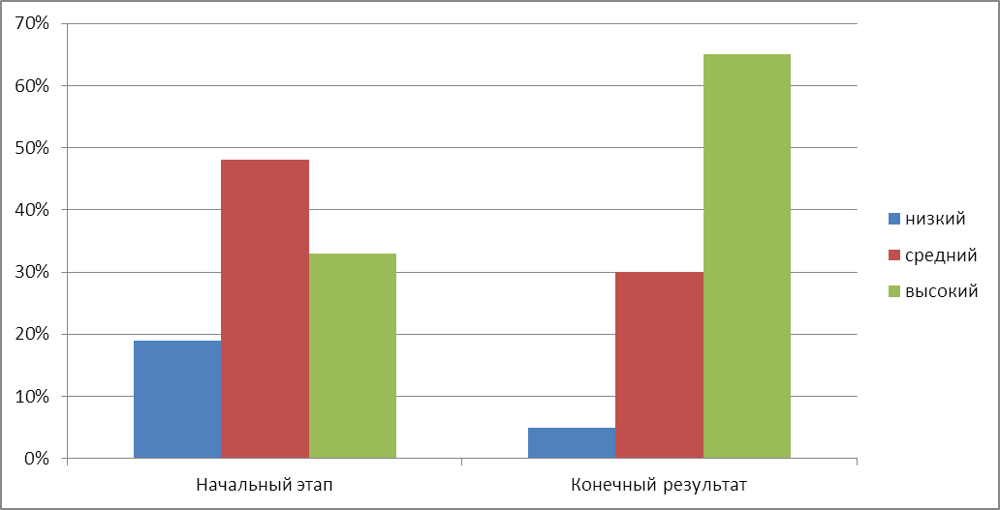 70%
60%
50%
40%
30%
20%
10%
0%
Начальный этап
Конечный результат
низкий
средний
высокий